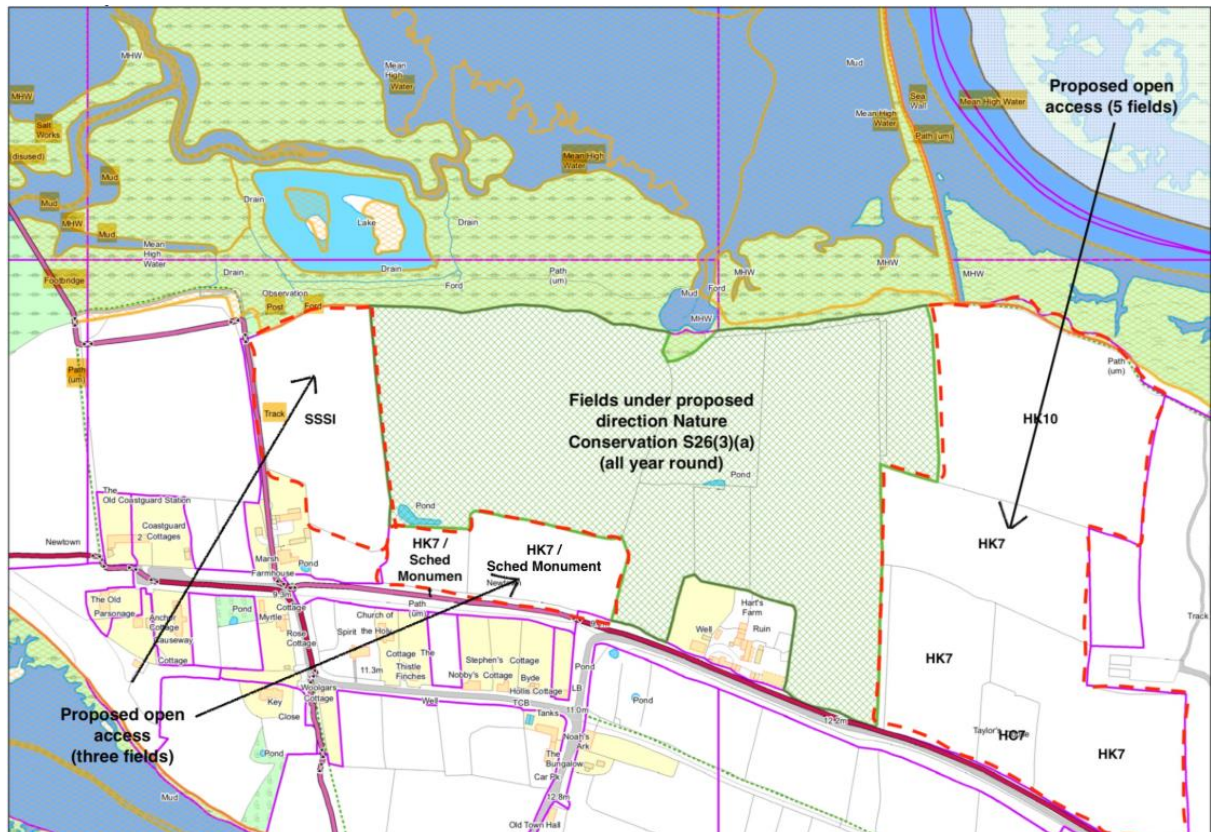 MHW
Mean
High
Water
Mud
Sea
Wall
Mean High Water
Proposed open
access (5 fields)
MHW
Salt
Works
(disused)
Mean High
Water
Path (um)
Mean High
Water
Mud
Mud
MHW
Mud
Drain
Lake
Drain
Mean
High
Water
Drain
Drain
Ford
Path
(um)
MHW
MHW
MHW
Footbridge
Observation
Post
Ford
Mud
Ford
MHW
Path
(um)
Path
(um)
Track
SSSI
Fields under proposed
direction Nature
Conservation S26(3)(a)
(all year round)
HK10
Pond
The
Old Coastguard Station
Pond
Newtown
2
Coastguard
Cottages
HK7 /
Sched
Monumen
HK7 /
Sched Monument
HK7
Marsh
Farmhouse
Pond
9.3m
Path
(um)
Hart's
Farm
Well
Ruin
Track
The Old
Parsonage
Anchor
Cottage
Causeway
Cottage
Pond
Cottage
Myrtle
Rose
Cottage
Church of
Spirit
the Holy
Cottage
The
Thistle
Finches
11.3m
Stephen's Cottage
Nobby's Cottage
Byde
Hollis Cottage
Pond
LB
Pond
HK7
Woolgars
Cottage
Well
TCB
Tanks
11.0m
12.2m
Proposed open
access
(three fields)
Key
Close
Pond
Noah's
Ark
The
Bungalow
Car Pk
Taylor's
HC7
HK7
Mud
12.8m
Old Town Hall